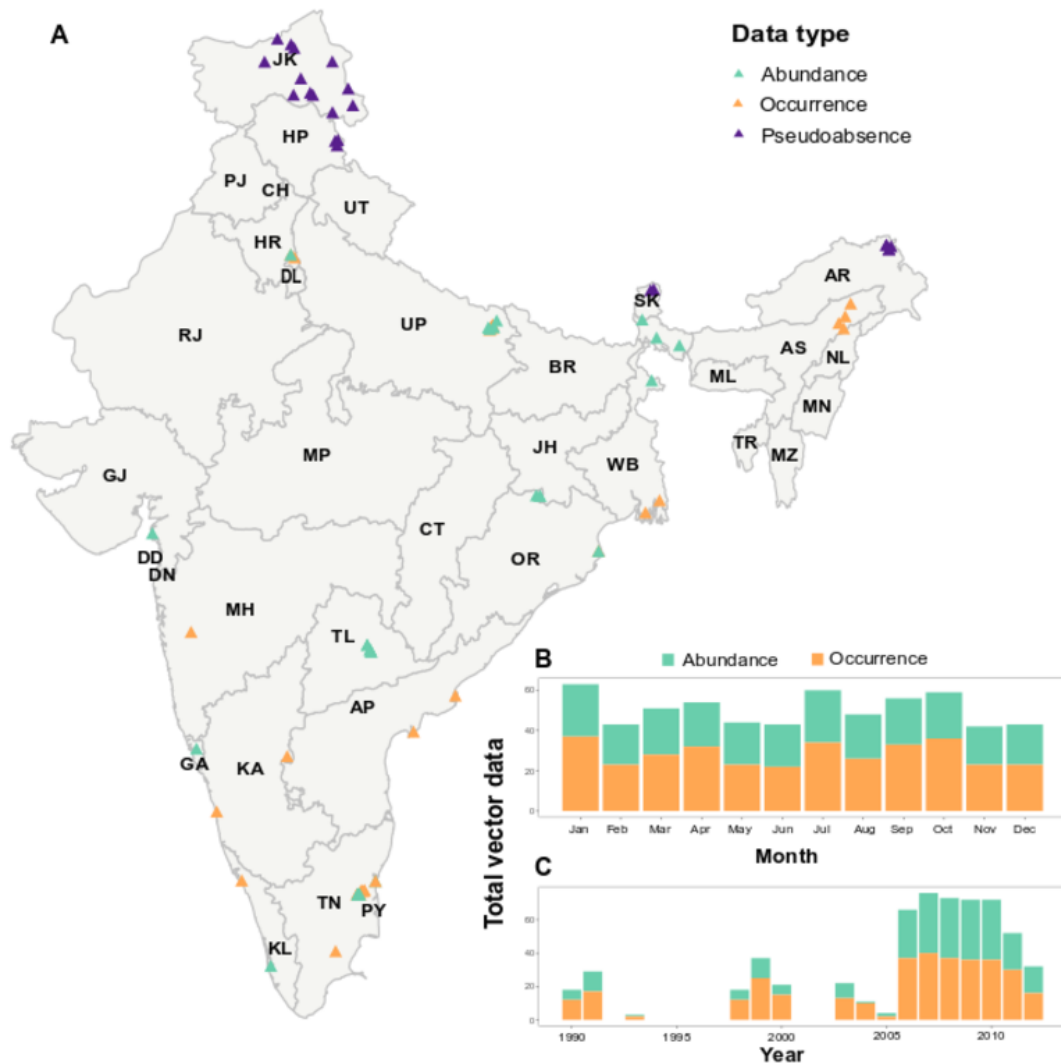 A
Data type
Abundance
Occurrence
Pseudoabsence
JK
HP
PJ
CH
UT
HR
DL
RJ
UP
BR
SK
AR
AS
NL
ML
MN
TR
MZ
GJ
MP
JH
WB
CT
OR
DD
DN
MH
TL
AP
GA
KA
TN
PY
KL
B
Abundance
Occurrence
60
40
20
0
Jan Feb Mar Apr May Jun Jul Aug Sep Oct Nov Dec
Month
Total vector data
C
60
40
20
0
1990 1995 2000 2005 2010
Year